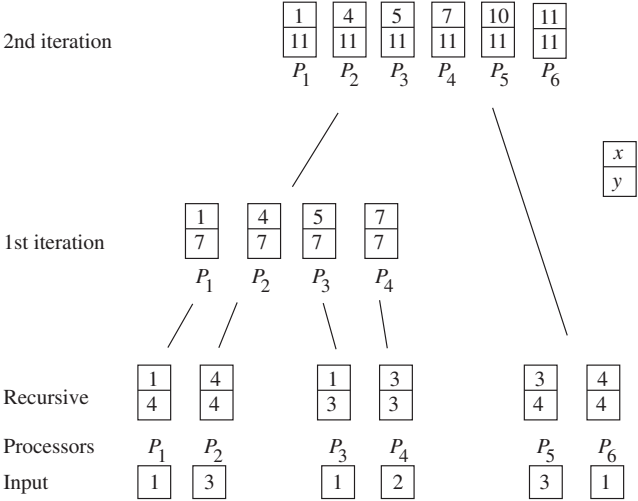 1 4 5 7 10 11
2nd iteration
11 11 11 11 11 11
P1 P2 P3 P4 P5 P6
x
y
1 4 5 7
1st iteration
7 7 7 7
P1 P2 P3 P4
1 4 1 3 3 4
Recursive
4 4 3 3 4 4
Processors P1 P2 P3 P4 P5 P6
Input 1 3 1 2 3 1